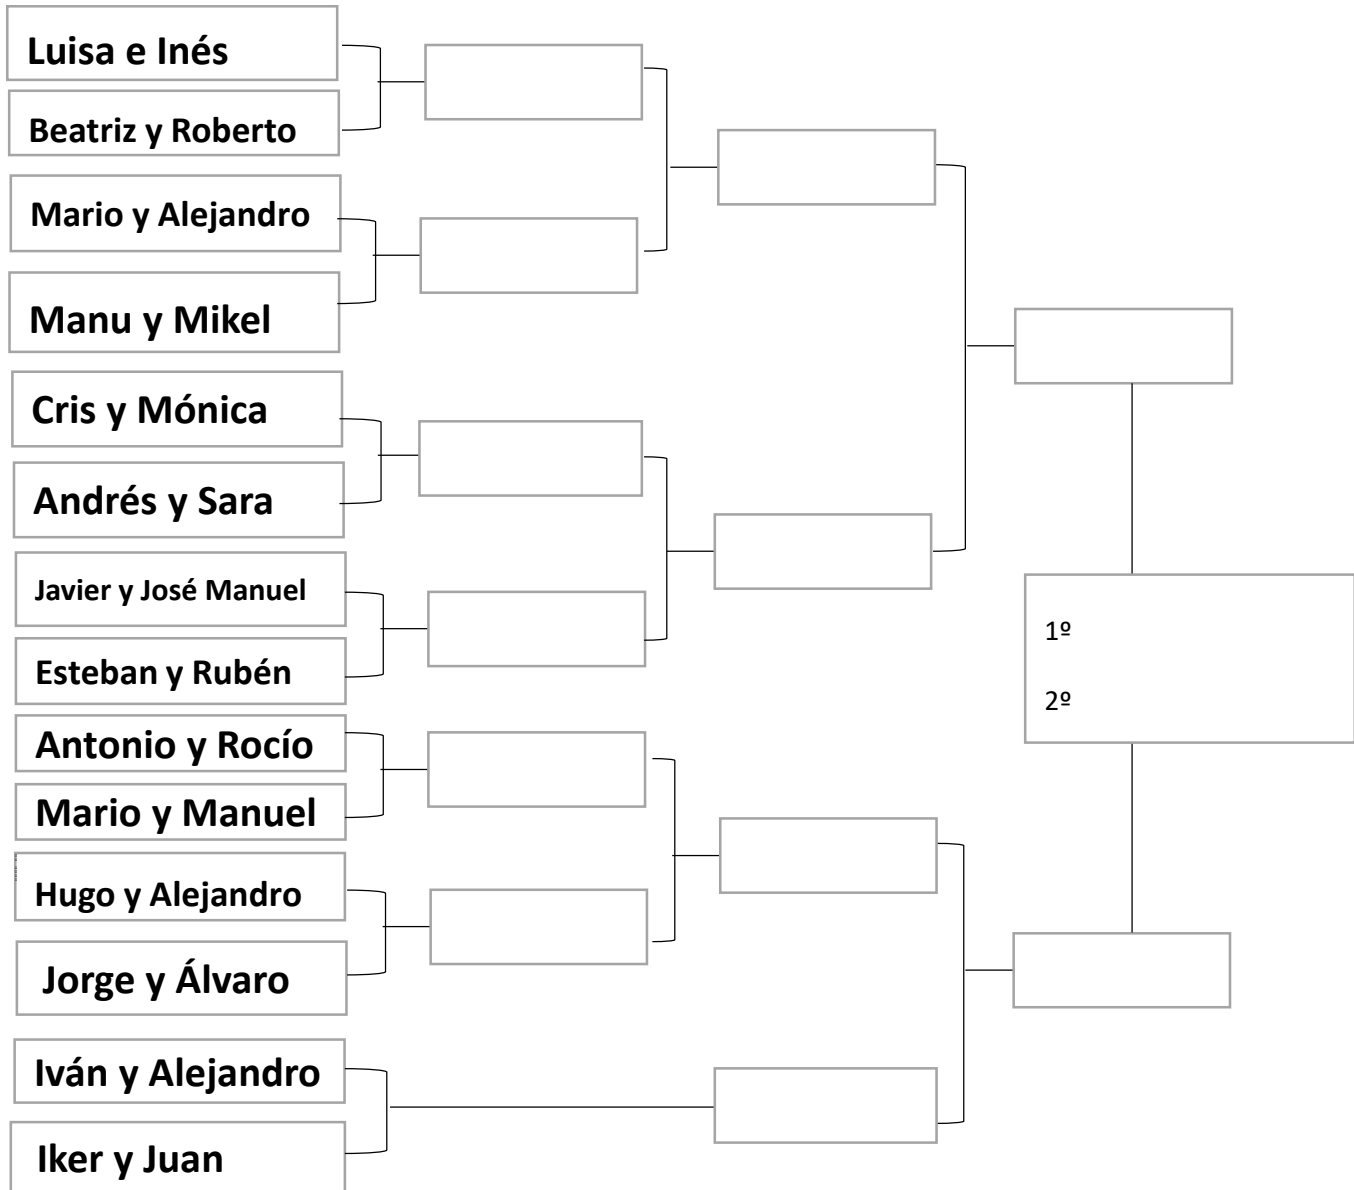 Luisa e Inés
Beatriz y Roberto
Mario y Alejandro
Manu y Mikel
Cris y Mónica
Andrés y Sara
Javier y José Manuel
Esteban y Rubén
Antonio y Rocío
Mario y Manuel
Hugo y Alejandro
Jorge y Álvaro
Iván y Alejandro
Iker y Juan
1º
2º